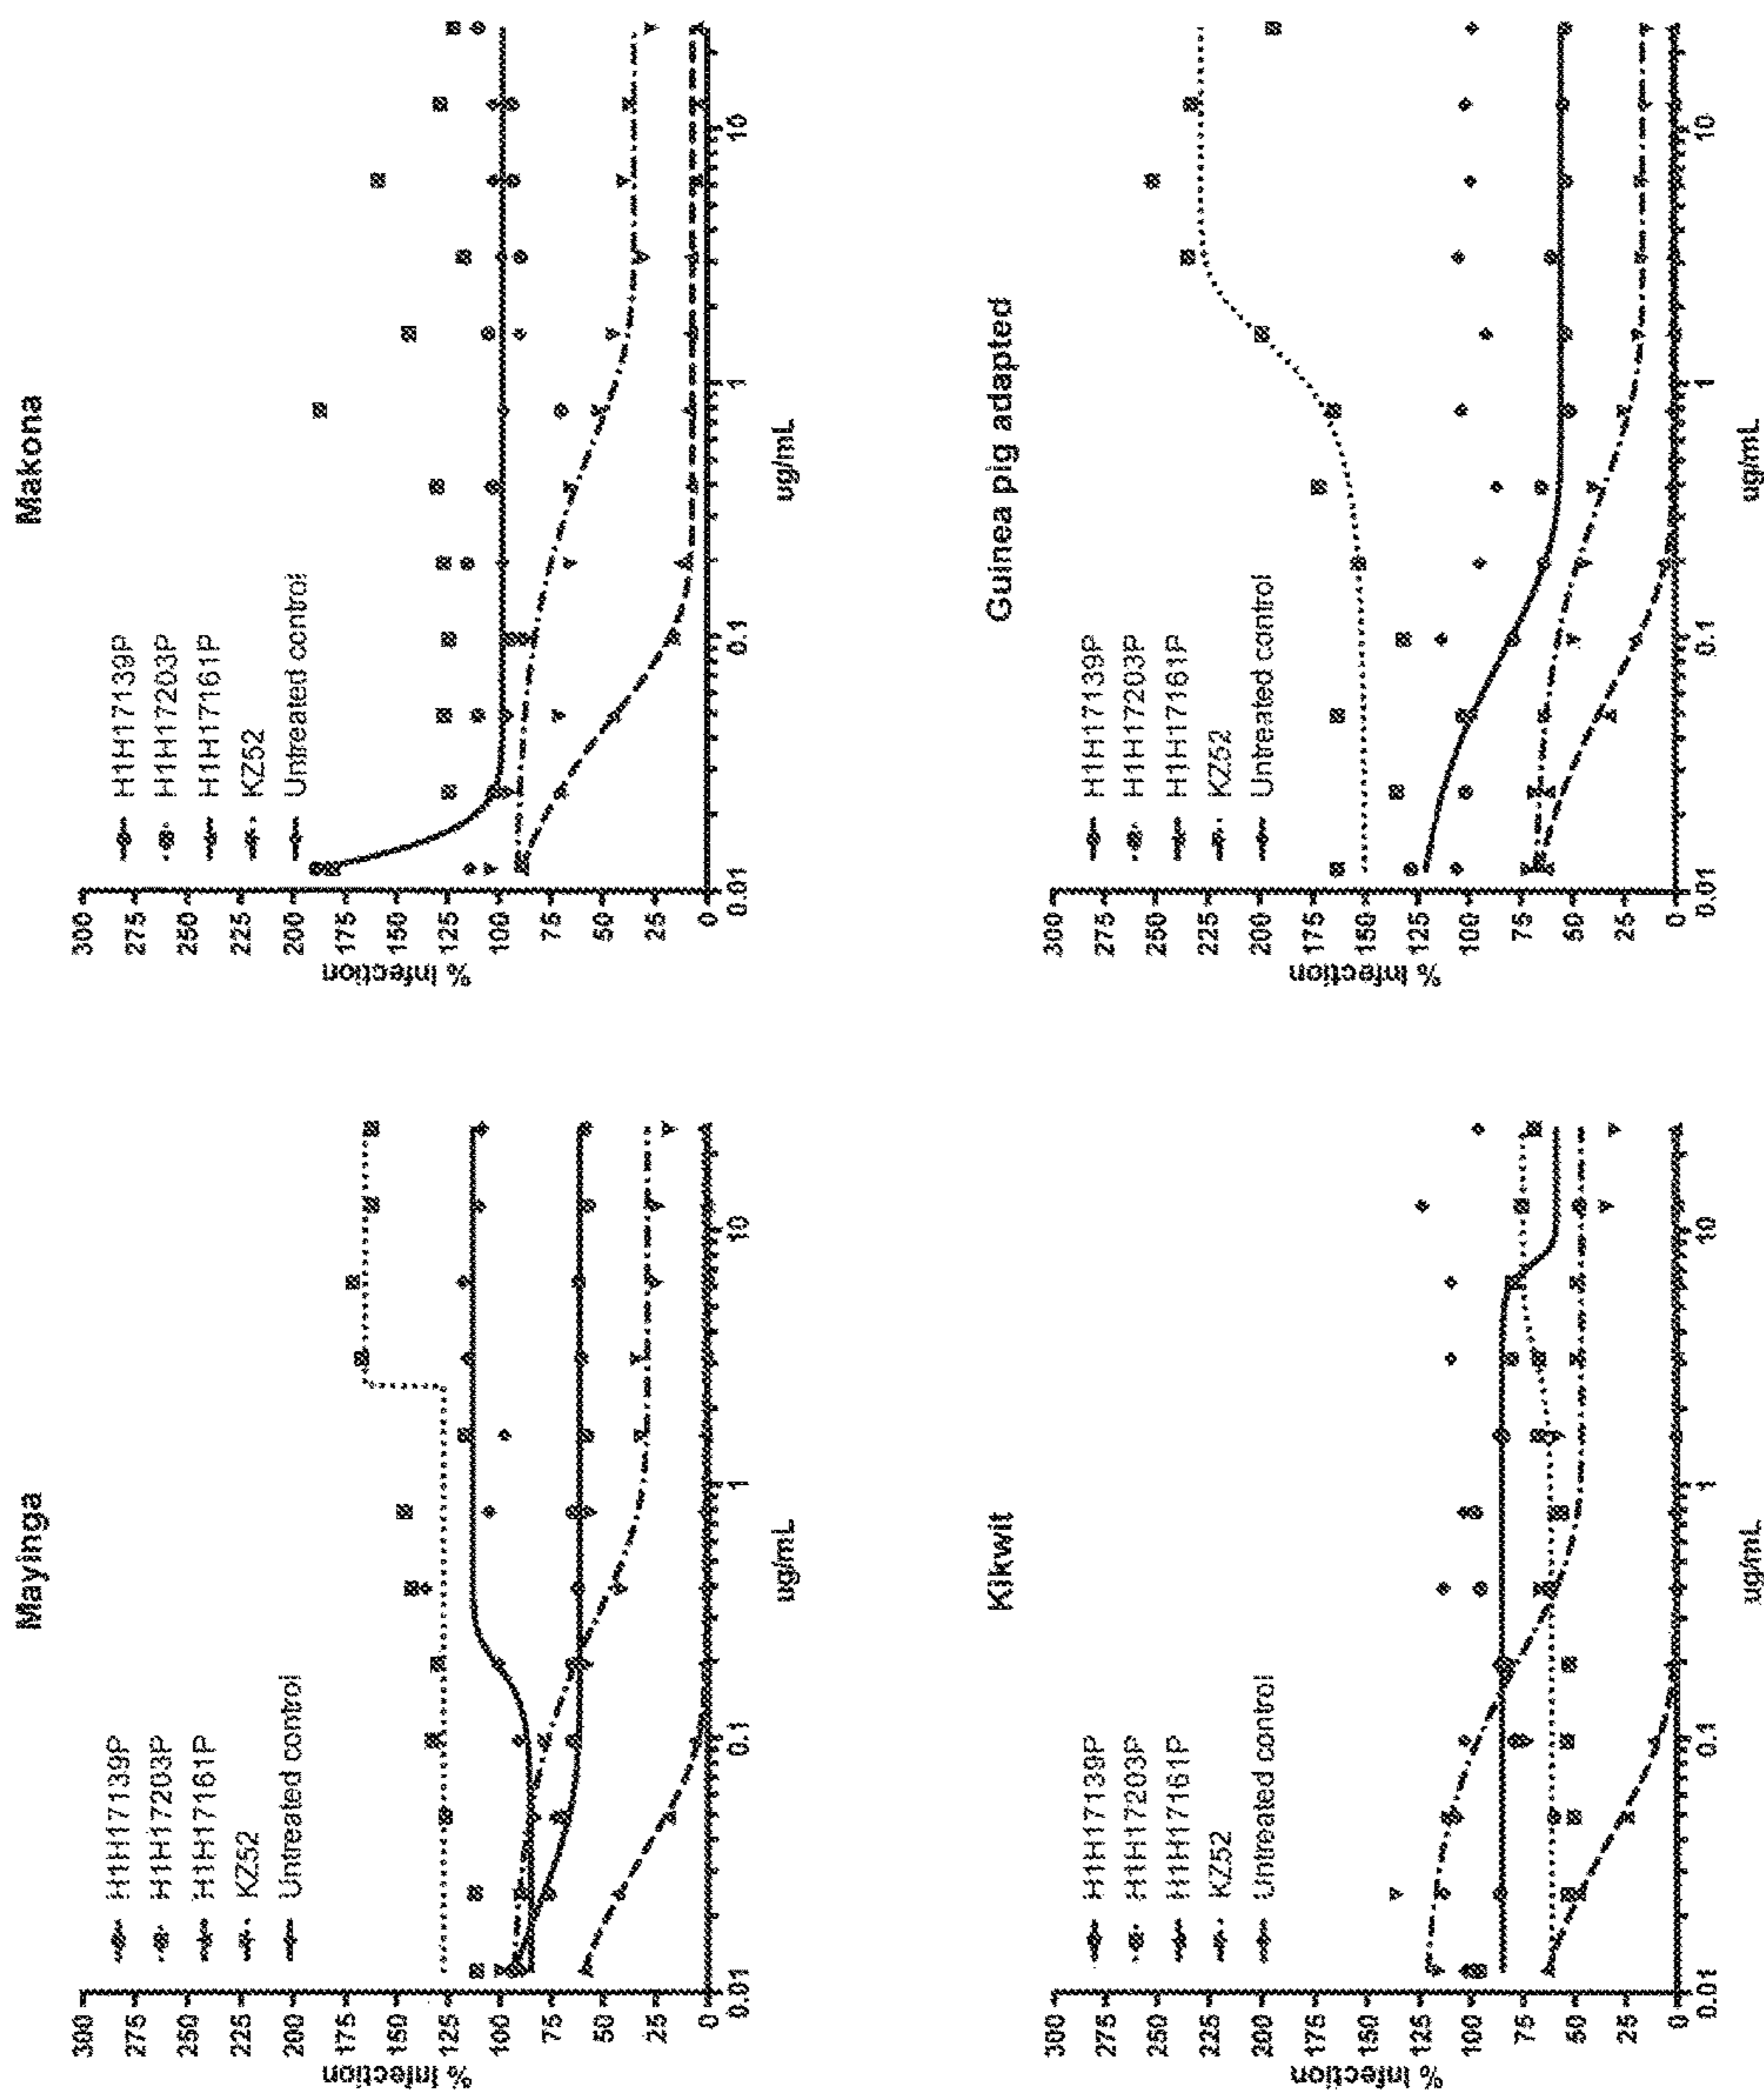 Mayinga
H1H17139P
H1H17203P
H1H17161P
KZ52
Untreated control
% Infection
300
275
250
225
200
175
150
125
100
75
50
25
0
0.01
0.1
1
10
ug/mL
Makona
H1H17139P
H1H17203P
H1H17161P
KZ52
Untreated control
% Infection
300
275
250
225
200
175
150
125
100
75
50
25
0
0.01
0.1
1
10
ug/mL
Kikwit
H1H17139P
H1H17203P
H1H17161P
KZ52
Untreated control
% Infection
300
275
250
225
200
175
150
125
100
75
50
25
0
0.01
0.1
1
10
ug/mL
Guinea pig adapted
H1H17139P
H1H17203P
H1H17161P
KZ52
Untreated control
% Infection
300
275
250
225
200
175
150
125
100
75
50
25
0
0.01
0.1
1
10
ug/mL